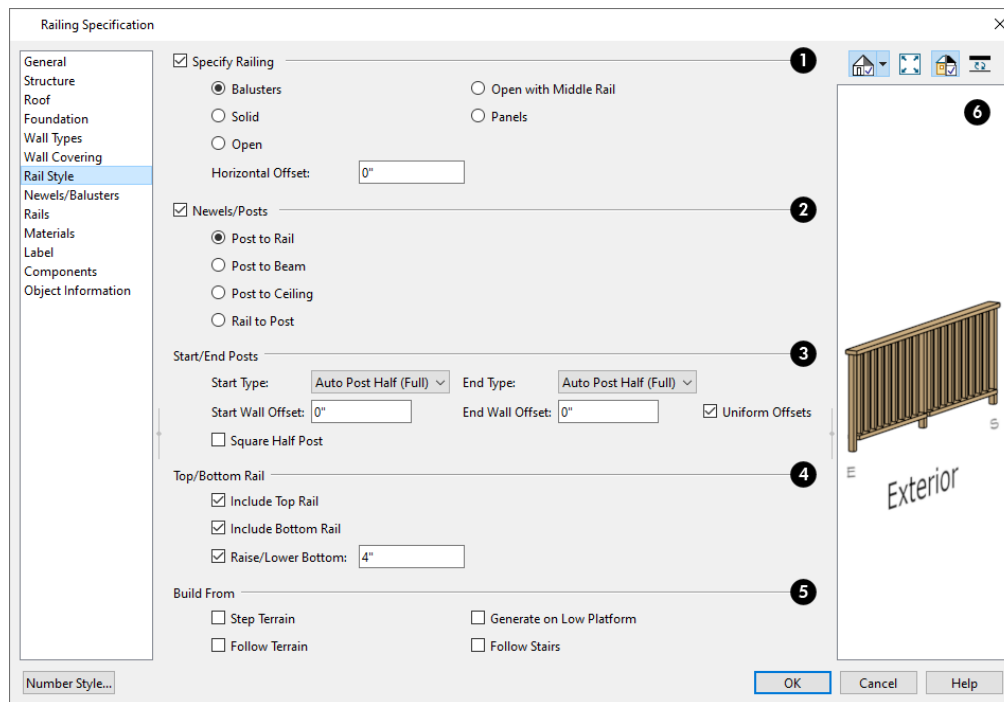 Railing Specification
General
Structure
Roof
Foundation
Wall Types
Wall Covering
Rail Style
Newels/Balusters
Rails
Materials
Label
Components
Object Information
Specify Railing 1
Balusters Open with Middle Rail
Solid Panels
Open
Horizontal Offset: 0"
Newels/Posts 2
Post to Rail
Post to Beam
Post to Ceiling
Rail to Post
Start/End Posts 3
Start Type: Auto Post Half (Full) End Type: Auto Post Half (Full)
Start Wall Offset: 0" End Wall Offset: 0" Uniform Offsets
Square Half Post
Top/Bottom Rail 4
Include Top Rail
Include Bottom Rail
Raise/Lower Bottom: 4"
Build From 5
Step Terrain Generate on Low Platform
Follow Terrain Follow Stairs
6
S
E
Exterior
Number Style... OK Cancel Help